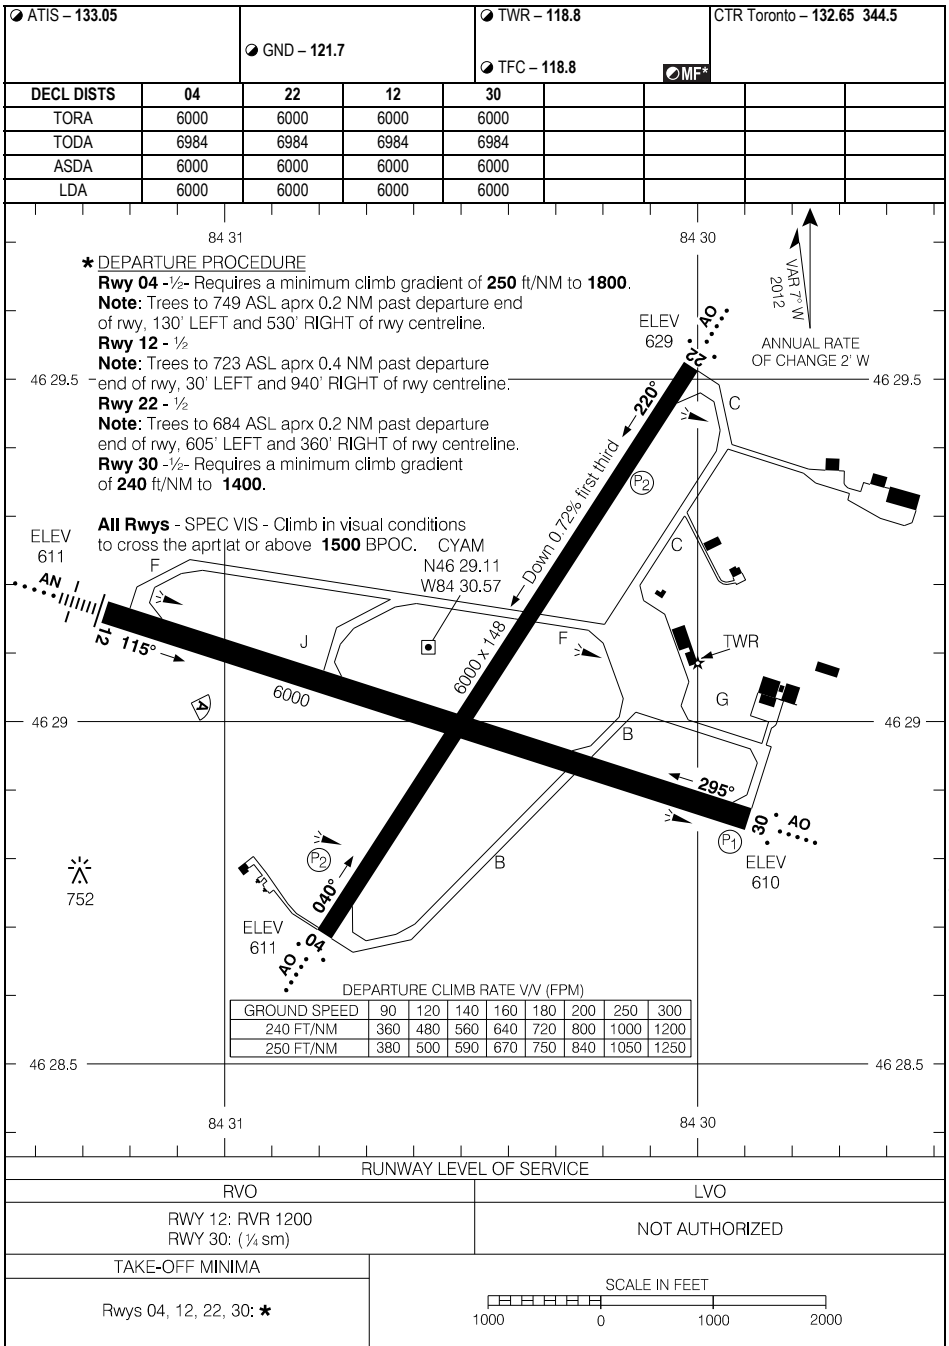 ATIS – 133.05
GND – 121.7
TWR – 118.8
TFC – 118.8
MF*
CTR Toronto – 132.65 344.5
DECL DISTS 04 22 12 30
TORA 6000 6000 6000 6000
TODA 6984 6984 6984 6984
ASDA 6000 6000 6000 6000
LDA 6000 6000 6000 6000
84 31
84 30
* DEPARTURE PROCEDURE
Rwy 04 -½- Requires a minimum climb gradient of 250 ft/NM to 1800.
Note: Trees to 749 ASL aprx 0.2 NM past departure end
of rwy, 130' LEFT and 530' RIGHT of rwy centreline.
Rwy 12 - ½
Note: Trees to 723 ASL aprx 0.4 NM past departure
end of rwy, 30' LEFT and 940' RIGHT of rwy centreline.
Rwy 22 - ½
Note: Trees to 684 ASL aprx 0.2 NM past departure
end of rwy, 605' LEFT and 360' RIGHT of rwy centreline.
Rwy 30 -½- Requires a minimum climb gradient
of 240 ft/NM to 1400.
All Rwys - SPEC VIS - Climb in visual conditions
to cross the aprt at or above 1500 BPOC.
VAR 7° W
2012
ANNUAL RATE
OF CHANGE 2' W
ELEV
629
AO
22
220°
46 29.5
46 29.5
C
P2
Down 0.72% first third
C
CYAM
N46 29.11
W84 30.57
ELEV
611
AN
F
12
115°
J
6000
6000 x 148
F
TWR
G
A
46 29
46 29
B
295°
30
AO
P1
ELEV
610
B
P2
752
040°
ELEV
611
04
AO
DEPARTURE CLIMB RATE V/V (FPM)
GROUND SPEED 90 120 140 160 180 200 250 300
240 FT/NM 360 480 560 640 720 800 1000 1200
250 FT/NM 380 500 590 670 750 840 1050 1250
46 28.5
46 28.5
84 31
84 30
RUNWAY LEVEL OF SERVICE
RVO
LVO
RWY 12: RVR 1200
RWY 30: (¼ sm)
NOT AUTHORIZED
TAKE-OFF MINIMA
Rwys 04, 12, 22, 30: *
SCALE IN FEET
1000 0 1000 2000